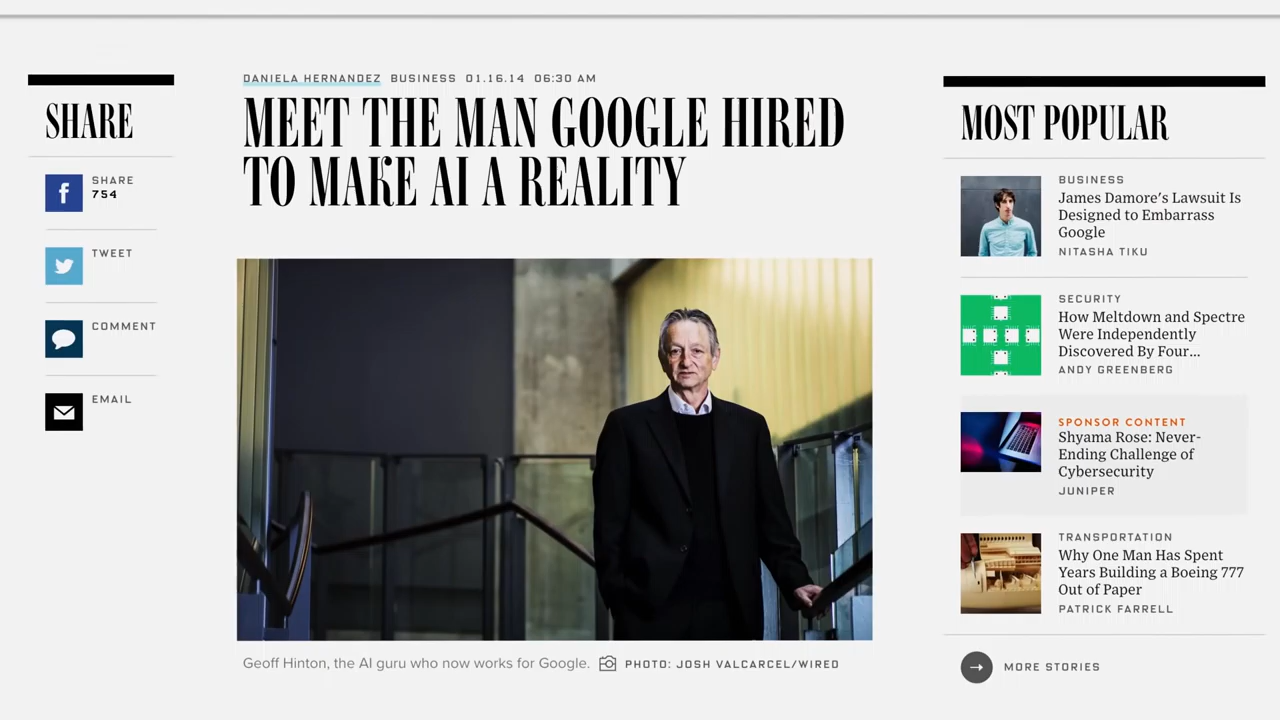 SHARE
SHARE
754
TWEET
COMMENT
EMAIL
DANIELA HERNANDEZ BUSINESS 01.16.14 06:30 AM
MEET THE MAN GOOGLE HIRED
TO MAKE AI A REALITY
Geoff Hinton, the AI guru who now works for Google. PHOTO: JOSH VALCARCEL/WIRED
MOST POPULAR
BUSINESS
James Damore's Lawsuit Is
Designed to Embarrass
Google
NITASHA TIKU
SECURITY
How Meltdown and Spectre
Were Independently
Discovered By Four...
ANDY GREENBERG
SPONSOR CONTENT
Shyama Rose: Never-
Ending Challenge of
Cybersecurity
JUNIPER
TRANSPORTATION
Why One Man Has Spent
Years Building a Boeing 777
Out of Paper
PATRICK FARRELL
MORE STORIES